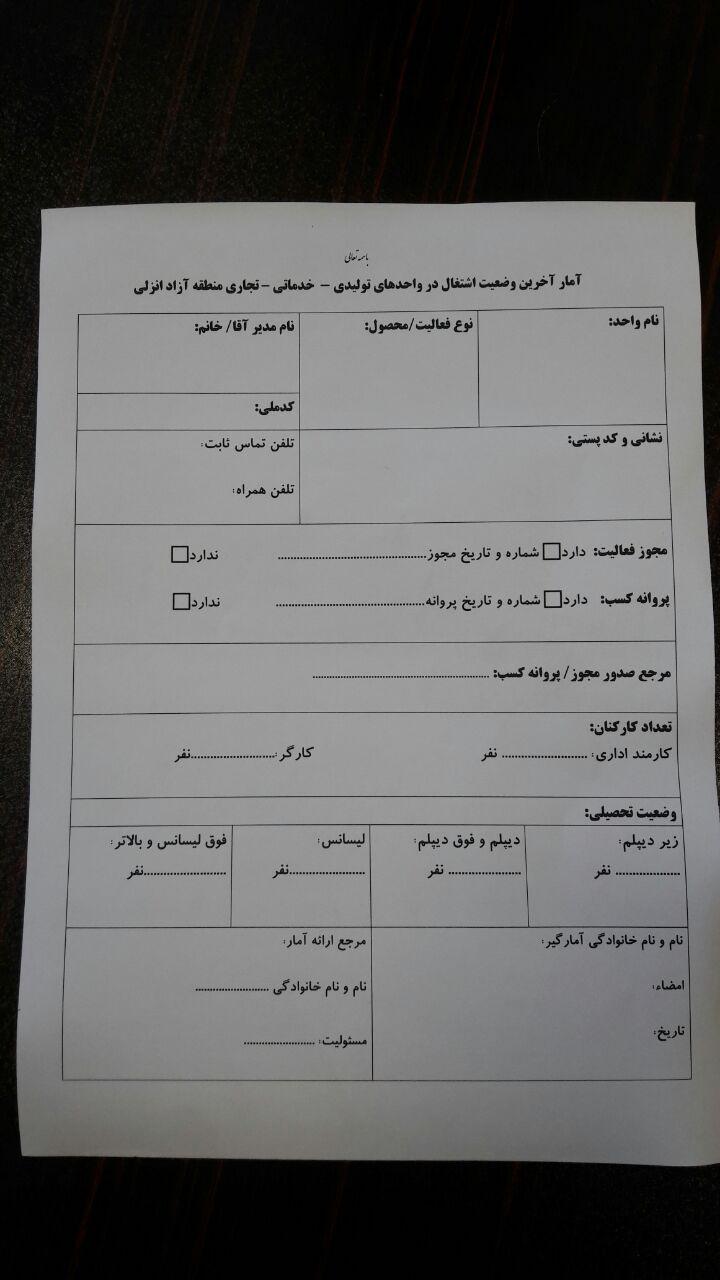 باسمه تعالی
آمار آخرین وضعیت اشتغال در واحدهای تولیدی – خدماتی – تجاری منطقه آزاد انزلی
نام واحد:
نوع فعالیت/محصول:
نام مدیر آقا/ خانم:
کدملی:
نشانی و کد پستی:
تلفن تماس ثابت:
تلفن همراه:
مجوز فعالیت: دارد□ شماره و تاریخ مجوز.................................... ندارد□
پروانه کسب: دارد□ شماره و تاریخ پروانه.................................... ندارد□
مرجع صدور مجوز/ پروانه کسب: ............................................
تعداد کارکنان:
کارمند اداری: ............................ نفر کارگر:............................نفر
وضعیت تحصیلی:
زیر دیپلم:
..................... نفر
دیپلم و فوق دیپلم:
........................ نفر
لیسانس:
.........................نفر
فوق لیسانس و بالاتر:
...........................نفر
نام و نام خانوادگی آمارگیر:
امضاء:
تاریخ:
مرجع ارائه آمار:
نام و نام خانوادگی ........................
مسئولیت: ........................